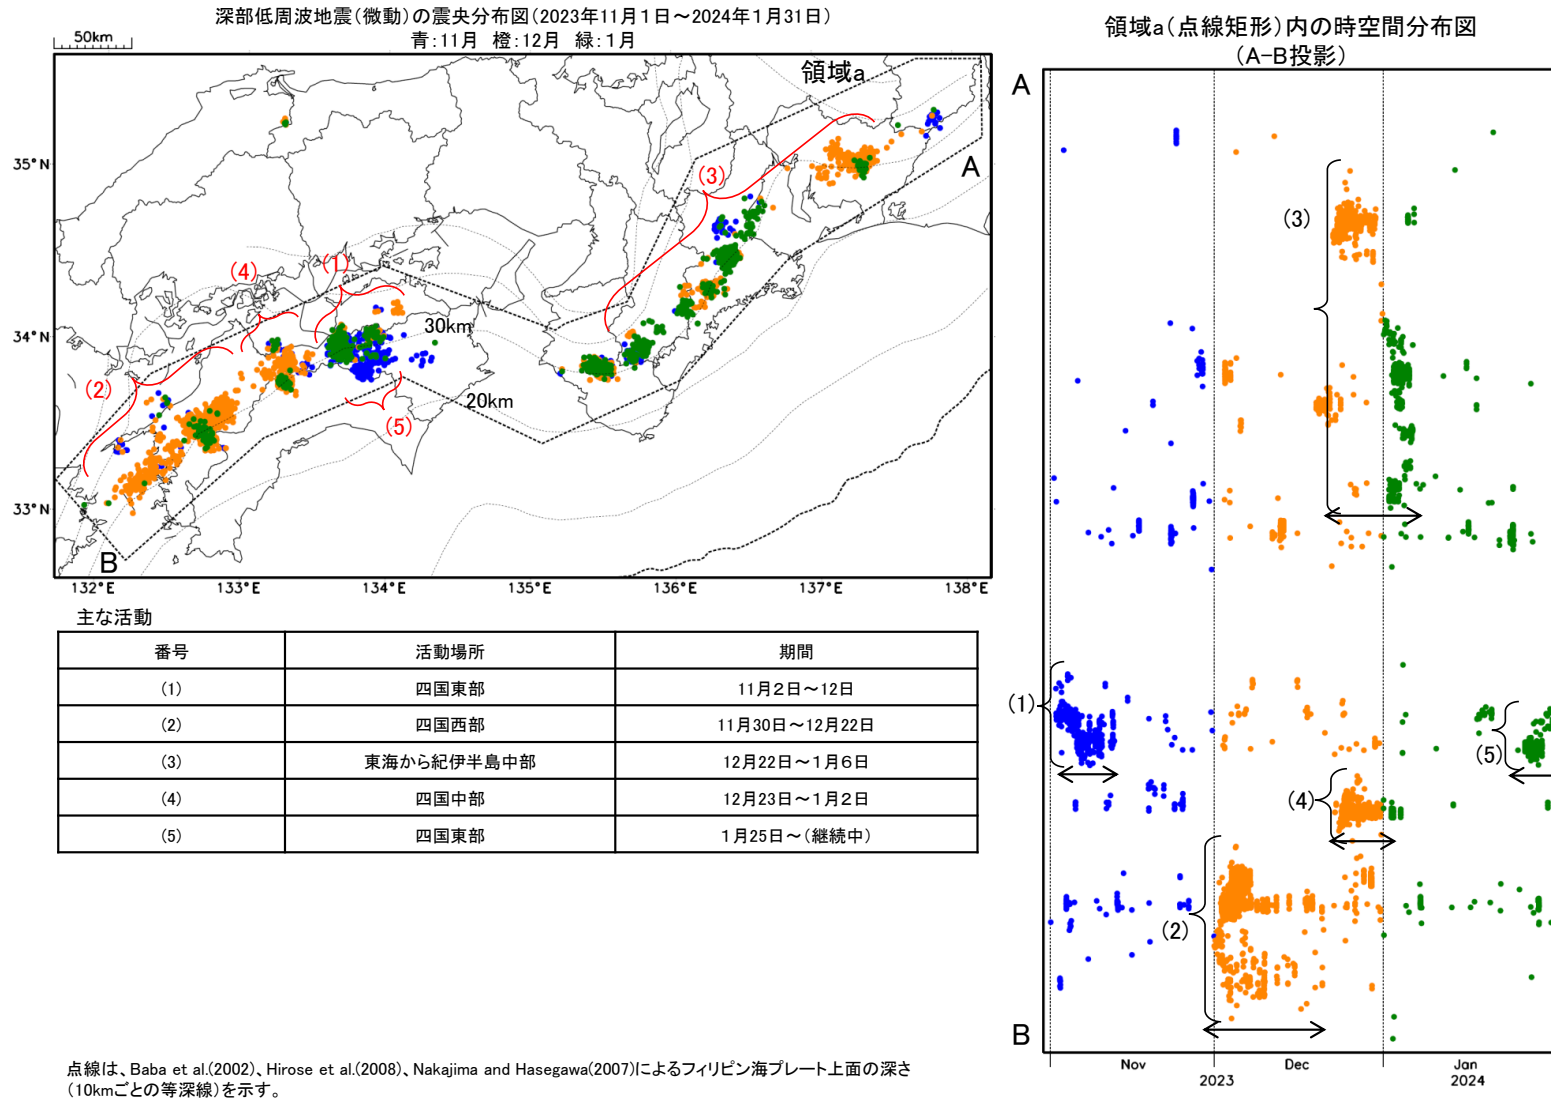 深部低周波地震（微動）の震央分布図（2023年11月１日～2024年１月31日）
青：11月 橙：12月 緑：１月
50km
領域a
A
B
35°N
34°N
33°N
132°E
133°E
134°E
135°E
136°E
137°E
138°E
(1)
(2)
(3)
(4)
(5)
30km
20km
領域a（点線矩形）内の時空間分布図
（A-B投影）
A
(3)
(1)
(5)
(4)
(2)
B
Nov
Dec
Jan
2023
2024
主な活動
番号 活動場所 期間
(1) 四国東部 11月２日～12日
(2) 四国西部 11月30日～12月22日
(3) 東海から紀伊半島中部 12月22日～１月６日
(4) 四国中部 12月23日～１月２日
(5) 四国東部 １月25日～（継続中）
点線は、Baba et al.(2002)、Hirose et al.(2008)、Nakajima and Hasegawa(2007)によるフィリピン海プレート上面の深さ
（10kmごとの等深線）を示す。